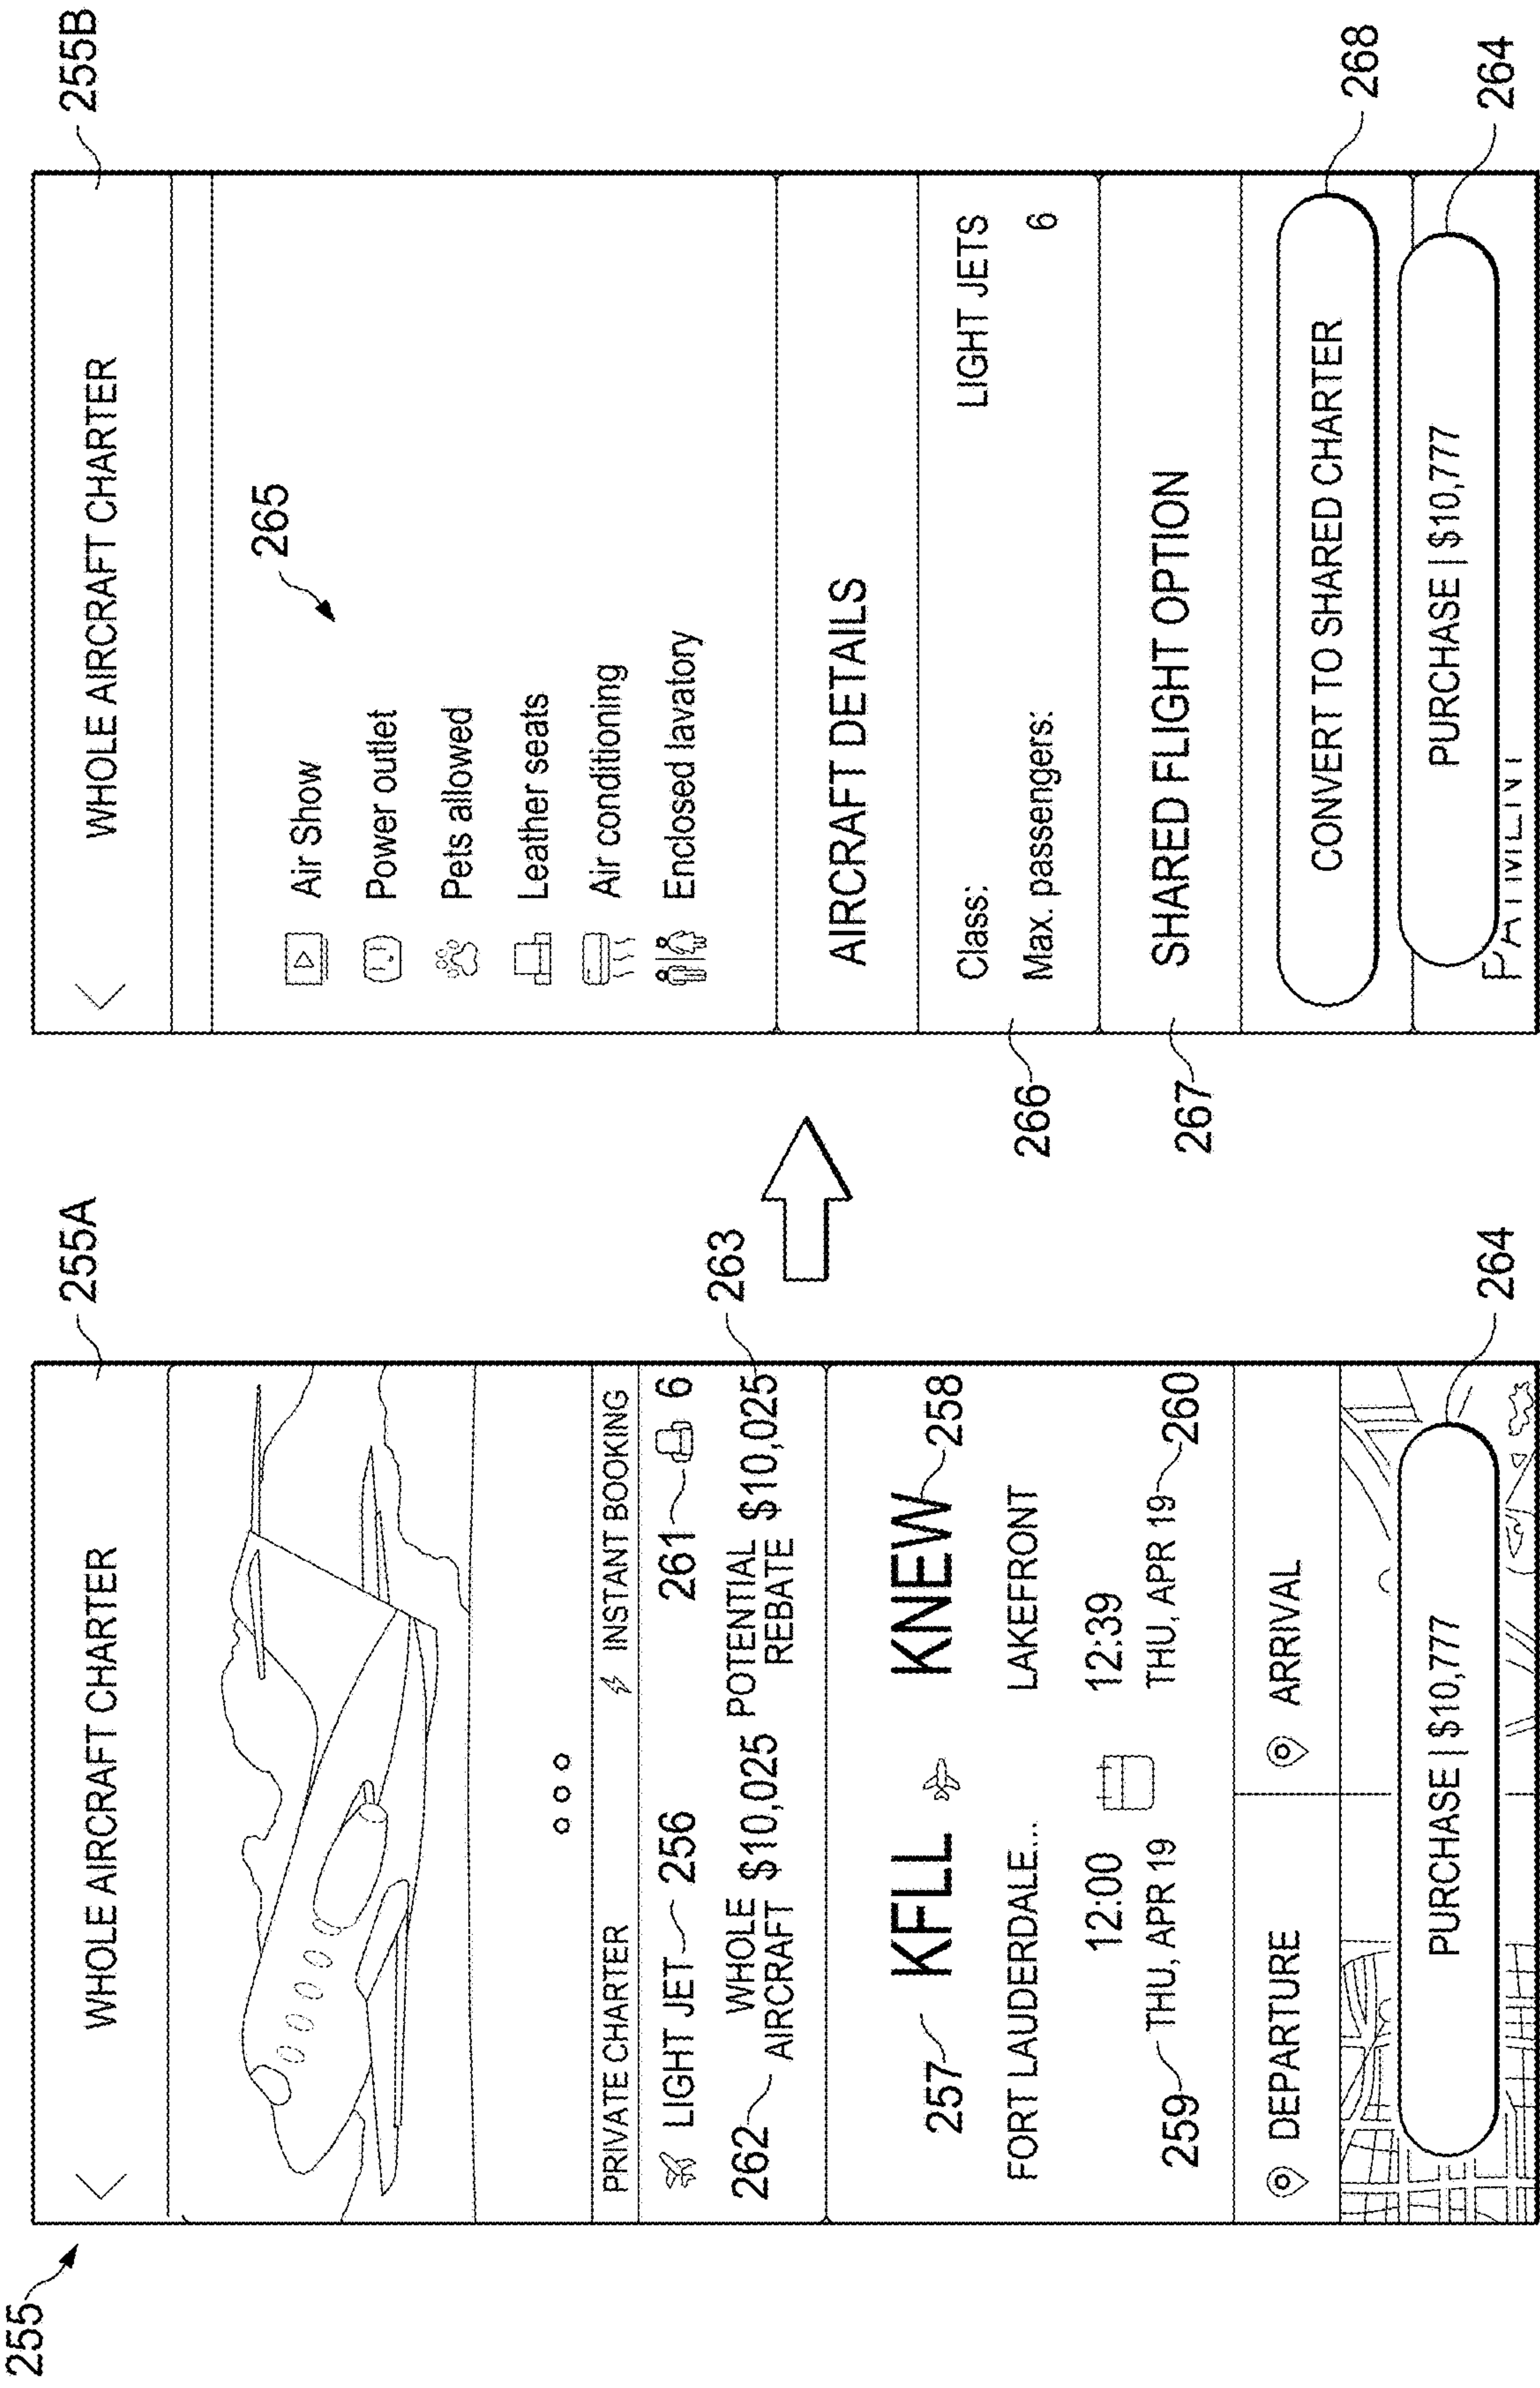 255
255A
WHOLE AIRCRAFT CHARTER
PRIVATE CHARTER INSTANT BOOKING
LIGHT JET 256 261 6
262 WHOLE AIRCRAFT $10,025 POTENTIAL REBATE $10,025 263
257 KFLL KNEW 258
FORT LAUDERDALE... LAKEFRONT
12:00 12:39
259 THU, APR 19 THU, APR 19 260
DEPARTURE ARRIVAL
PURCHASE | $10,777
264
255B
WHOLE AIRCRAFT CHARTER
265
Air Show
Power outlet
Pets allowed
Leather seats
Air conditioning
Enclosed lavatory
AIRCRAFT DETAILS
Class: LIGHT JETS
266 Max. passengers: 6
267 SHARED FLIGHT OPTION
CONVERT TO SHARED CHARTER 268
PURCHASE | $10,777 264